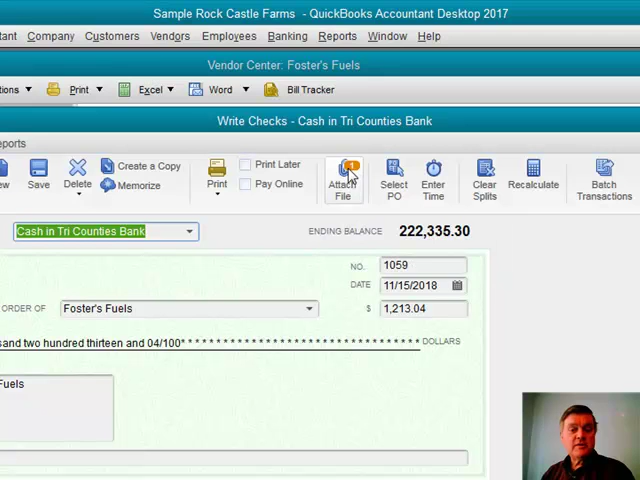 Sample Rock Castle Farms - QuickBooks Accountant Desktop 2017
tant Company Customers Vendors Employees Banking Reports Window Help
Vendor Center: Foster's Fuels
tions Print Excel Word Bill Tracker
Write Checks - Cash in Tri Counties Bank
eports
ew Save Delete Create a Copy Memorize Print Print Later Pay Online 1 Attach File Select PO Enter Time Clear Splits Recalculate Batch Transactions
Cash in Tri Counties Bank ENDING BALANCE 222,335.30
NO. 1059
DATE 11/15/2018
ORDER OF Foster's Fuels $ 1,213.04
sand two hundred thirteen and 04/100* * * * * * * * * * * * * * * * * * * * * * * * * * * * * * * * * * DOLLARS
Fuels